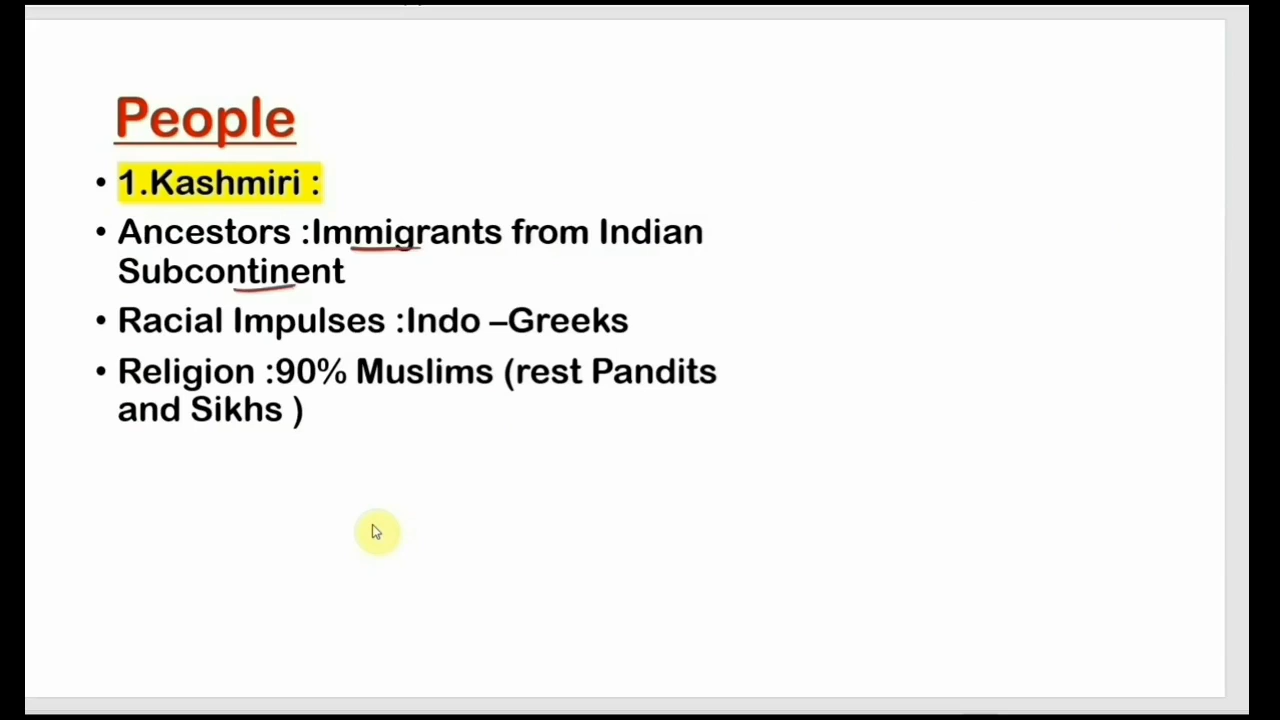 People
• 1.Kashmiri :
• Ancestors :Immigrants from Indian
Subcontinent
• Racial Impulses :Indo –Greeks
• Religion :90% Muslims (rest Pandits
and Sikhs )